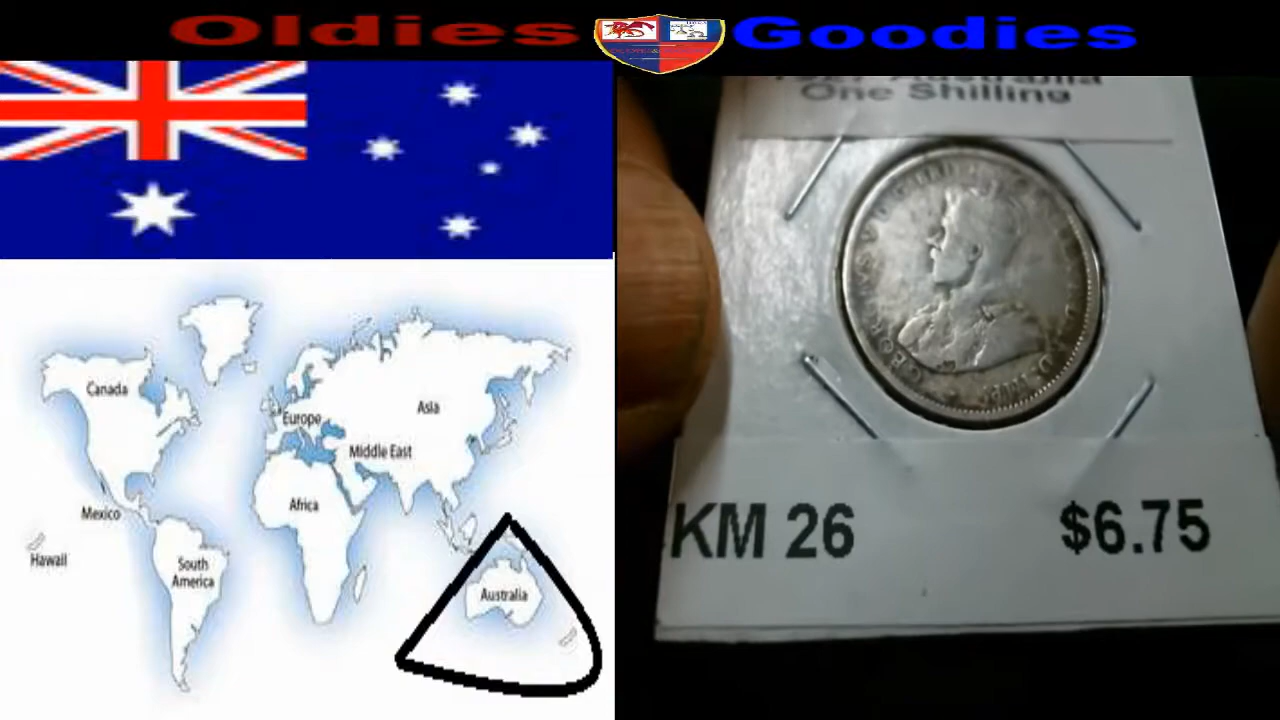 Oldies Goodies
Australia
One Shilling
Canada
Europe
Asia
Middle East
Mexico
Africa
Hawaii
South
America
Australia
KM 26
$6.75